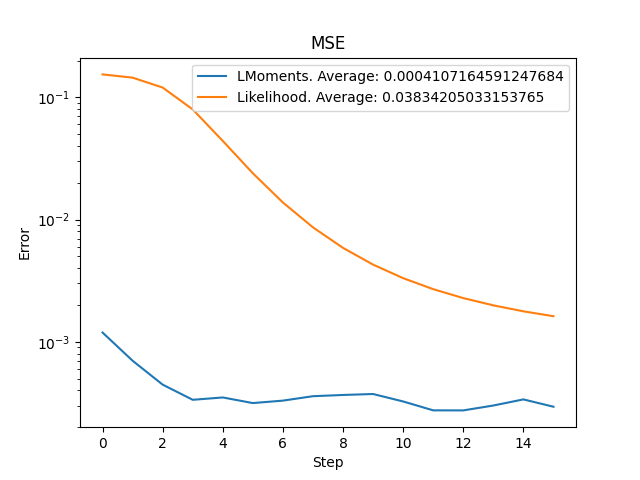 MSE
LMoments. Average: 0.0004107164591247684
Likelihood. Average: 0.03834205033153765
Error
10⁻¹
10⁻²
10⁻³
0 2 4 6 8 10 12 14
Step